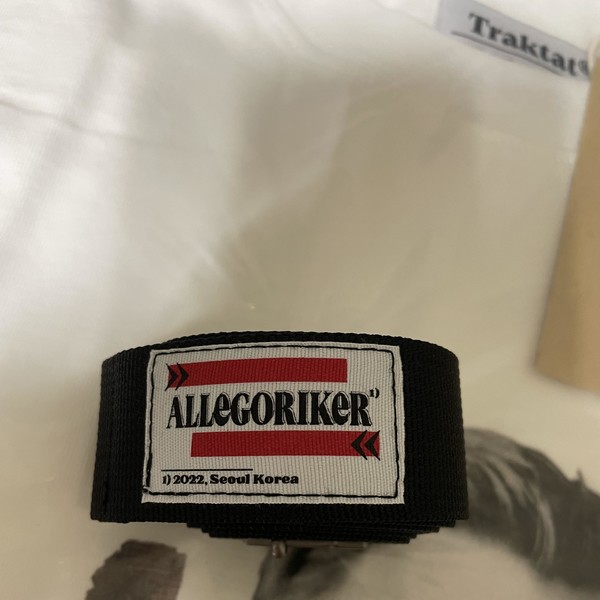 Traktat®
ALLEGORIKER¹⁾
1) 2022, Seoul Korea